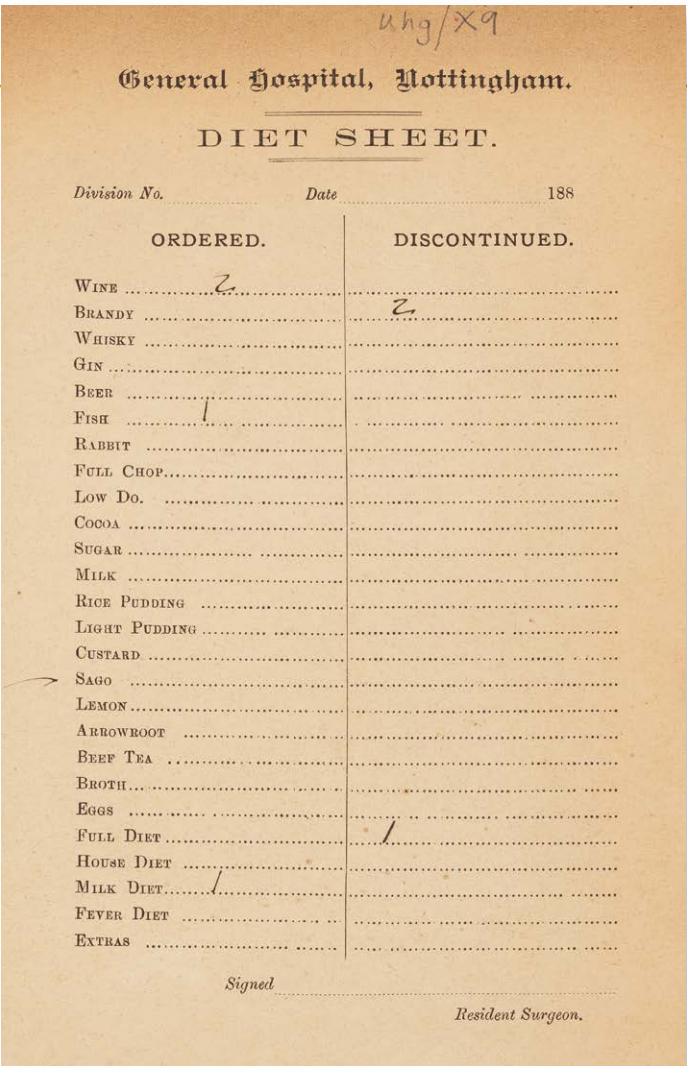 uhg/X9
General Hospital, Nottingham.
DIET SHEET.
Division No. Date 188
ORDERED. DISCONTINUED.
WINE 2
BRANDY 2
WHISKY
GIN
BEER
FISH 1
RABBIT
FULL CHOP
LOW DO.
COCOA
SUGAR
MILK
RICE PUDDING
LIGHT PUDDING
CUSTARD
SAGO
LEMON
ARROWROOT
BEEF TEA
BROTH
EGGS
FULL DIET 1
HOUSE DIET
MILK DIET 1
FEVER DIET
EXTRAS
Signed
Resident Surgeon.